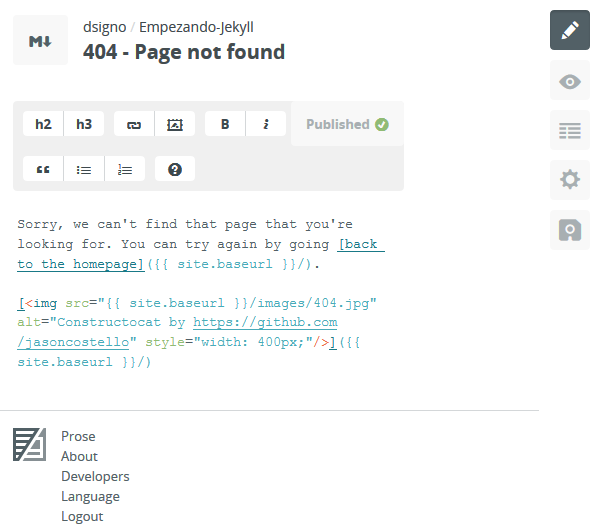 M↓
dsigno / Empezando-Jekyll
404 - Page not found
h2 h3 B i Published
Sorry, we can't find that page that you're
looking for. You can try again by going [back
to the homepage]({{ site.baseurl }}/).
[<img src="{{ site.baseurl }}/images/404.jpg"
alt="Constructocat by https://github.com
/jasoncostello" style="width: 400px;"/>]({{
site.baseurl }}/)
Prose
About
Developers
Language
Logout